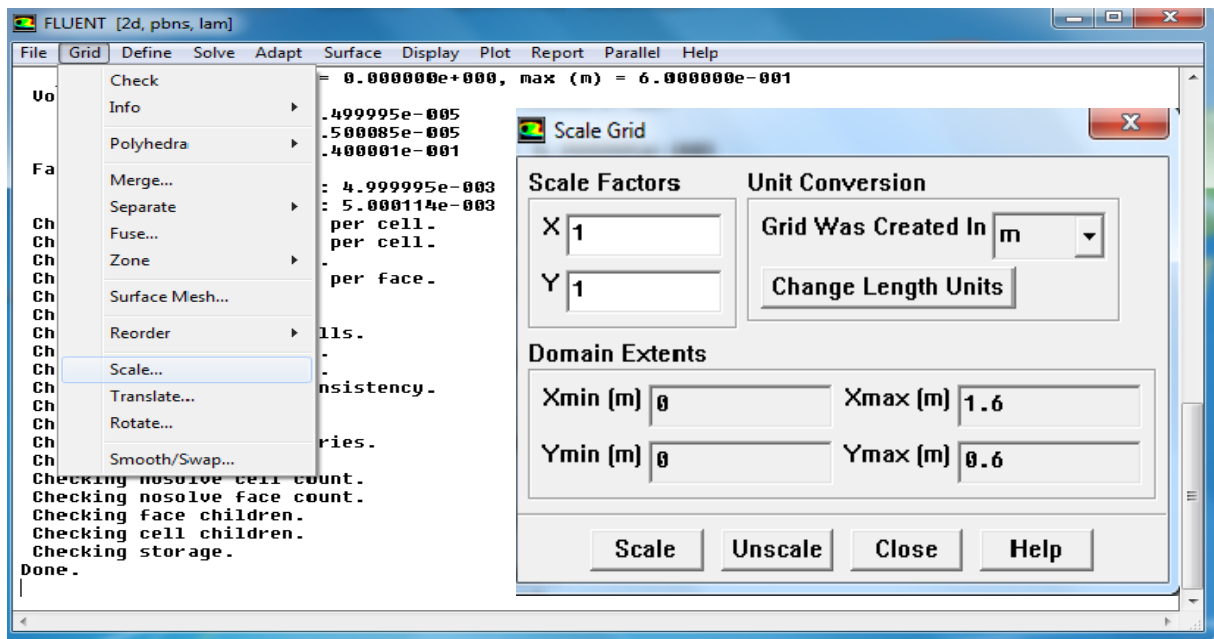 FLUENT [2d, pbns, lam]
File Grid Define Solve Adapt Surface Display Plot Report Parallel Help
= 0.000000e+000, max (m) = 6.000000e-001
Vo
.499995e-005
.500085e-005
.400001e-001
Fa
: 4.999995e-003
: 5.000114e-003
Ch per cell.
Ch per cell.
Ch .
Ch per face.
Ch
Ch
Ch lls.
Ch .
Ch .
Ch nsistency.
Ch
Ch
Ch ries.
Ch
Checking nosolve cell count.
Checking nosolve face count.
Checking face children.
Checking cell children.
Checking storage.
Done.
Check
Info
Polyhedra
Merge...
Separate
Fuse...
Zone
Surface Mesh...
Reorder
Scale...
Translate...
Rotate...
Smooth/Swap...
Scale Grid
Scale Factors
X 1
Y 1
Unit Conversion
Grid Was Created In m
Change Length Units
Domain Extents
Xmin (m) 0 Xmax (m) 1.6
Ymin (m) 0 Ymax (m) 0.6
Scale Unscale Close Help